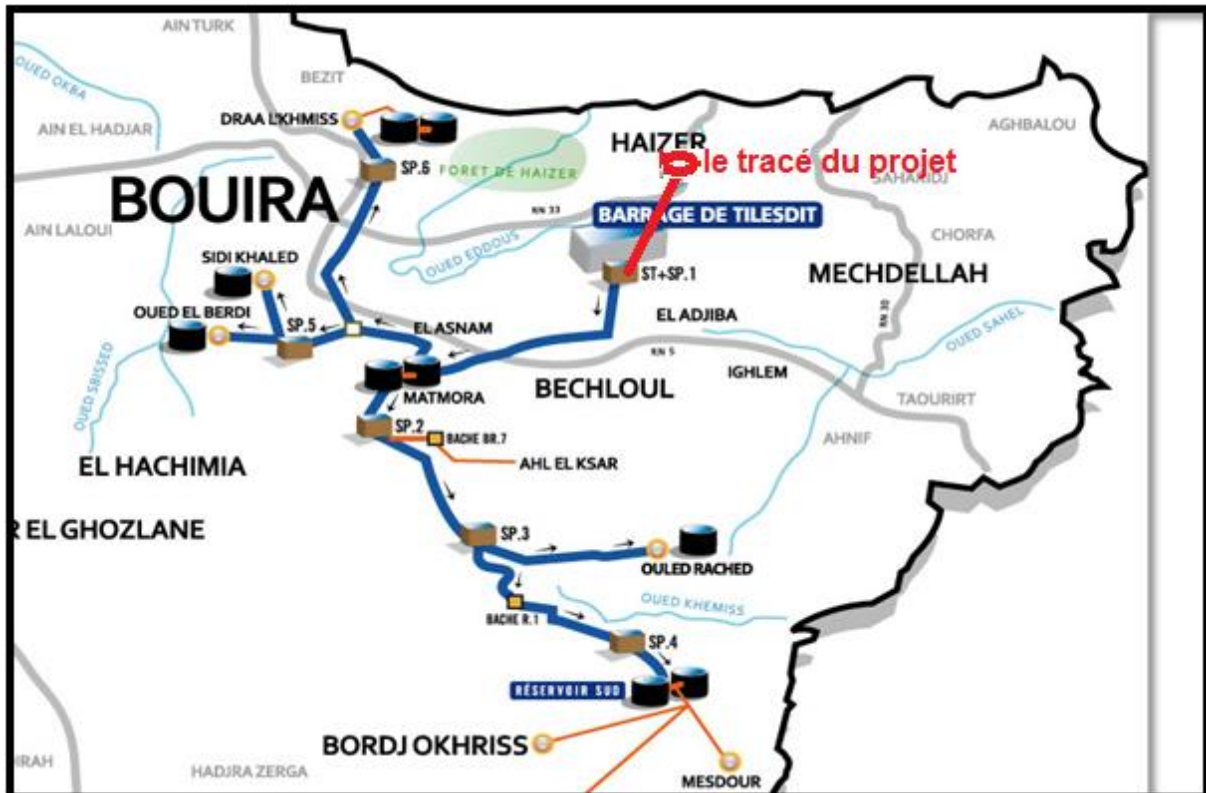 AIN TURK
BEZIT
OUED OKBA
AIN EL HADJAR
DRAA L'KHMISS
SP.6
FORET DE HAIZER
HAIZER
AGHBALOU
le tracé du projet
SAHARIDJ
BOUIRA
RN 33
BARRAGE DE TILESDIT
AIN LALOUI
OUED EDDOUS
CHORFA
SIDI KHALED
ST+SP.1
MECHDELLAH
OUED EL BERDI
SP.5
EL ASNAM
EL ADJIBA
RN 30
OUED SAHEL
RN 5
OUED SBISSED
MATMORA
BECHLOUL
IGHLEM
TAOURIRT
SP.2
BACHE BR.7
AHNIF
EL HACHIMIA
AHL EL KSAR
R EL GHOZLANE
SP.3
OULED RACHED
OUED KHEMISS
BACHE R.1
SP.4
RÉSERVOIR SUD
BORDJ OKHRISS
IRAH
HADJRA ZERGA
MESDOUR